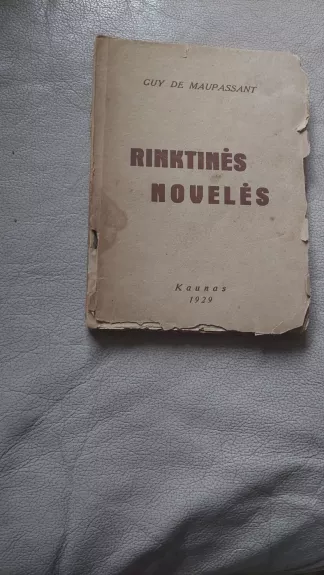 GUY DE MAUPASSANT
RINKTINĖS
NOVELĖS
Kaunas
1929